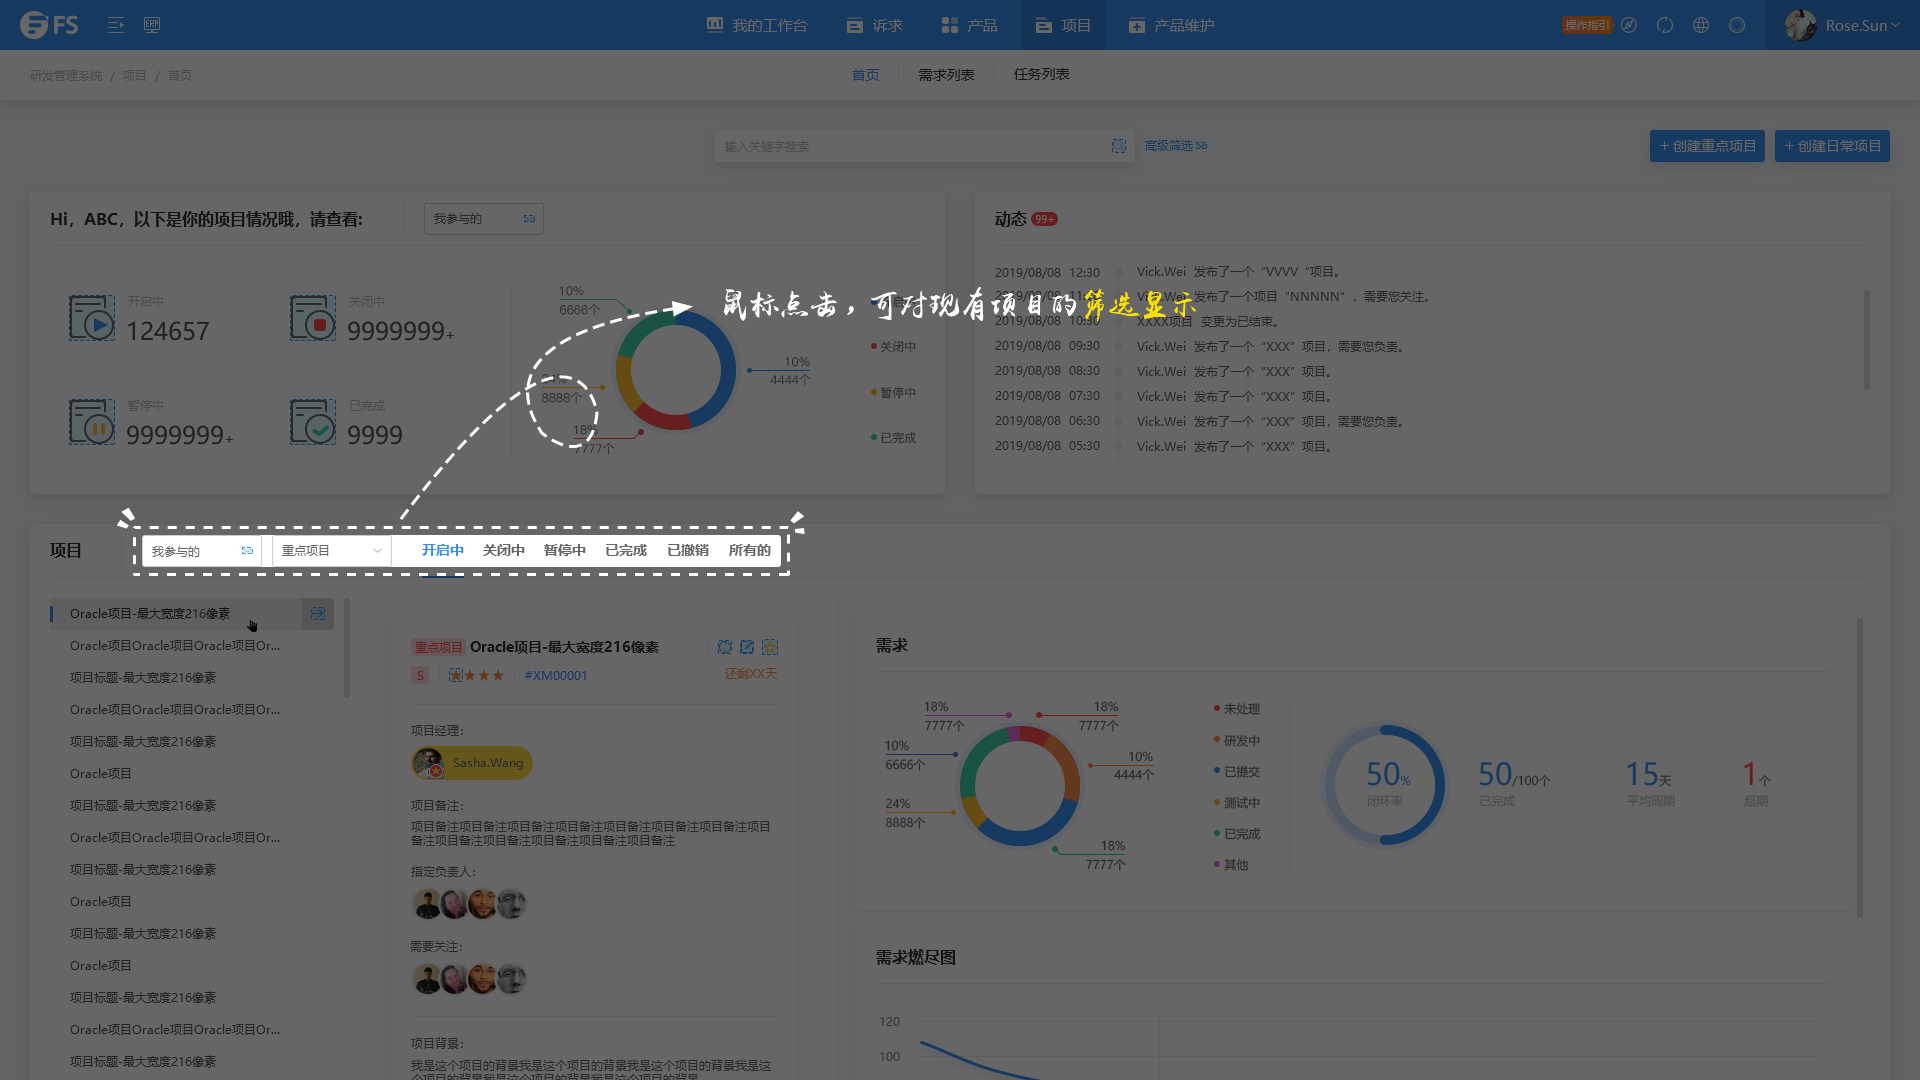 FS
ERP
我的工作台
诉求
产品
项目
产品维护
操作指引
Rose.Sun
研发管理系统 / 项目 / 首页
首页
需求列表
任务列表
输入关键字搜索
高级筛选
+ 创建重点项目
+ 创建日常项目
Hi，ABC，以下是你的项目情况哦，请查看:
我参与的
开启中
124657
关闭中
9999999+
暂停中
9999999+
已完成
9999
10%
6666个
24%
8888个
18%
7777个
10%
4444个
关闭中
暂停中
已完成
鼠标点击，可对现有项目的筛选显示
动态 99+
2019/08/08 12:30 Vick.Wei 发布了一个“VVVV “项目。
Vick.Wei 发布了一个项目“NNNNN”，需要您关注。
2019/08/08 10:30 XXXX项目 变更为已结束。
2019/08/08 09:30 Vick.Wei 发布了一个“XXX”项目，需要您负责。
2019/08/08 08:30 Vick.Wei 发布了一个“XXX”项目。
2019/08/08 07:30 Vick.Wei 发布了一个“XXX”项目。
2019/08/08 06:30 Vick.Wei 发布了一个“XXX”项目，需要您负责。
2019/08/08 05:30 Vick.Wei 发布了一个“XXX”项目。
项目
我参与的
重点项目
开启中
关闭中
暂停中
已完成
已撤销
所有的
Oracle项目-最大宽度216像素
Oracle项目Oracle项目Oracle项目Or...
项目标题-最大宽度216像素
Oracle项目Oracle项目Oracle项目Or...
项目标题-最大宽度216像素
Oracle项目
项目标题-最大宽度216像素
Oracle项目Oracle项目Oracle项目Or...
项目标题-最大宽度216像素
Oracle项目
项目标题-最大宽度216像素
Oracle项目
项目标题-最大宽度216像素
Oracle项目Oracle项目Oracle项目Or...
项目标题-最大宽度216像素
重点项目 Oracle项目-最大宽度216像素
S
#XM00001
还剩XX天
项目经理：
Sasha.Wang
项目备注：
项目备注项目备注项目备注项目备注项目备注项目备注项目备注项目
备注项目备注项目备注项目备注项目备注项目备注
指定负责人：
需要关注：
项目背景：
我是这个项目的背景我是这个项目的背景我是这个项目的背景我是这
个项目的背景我是这个项目的背景我是这个项目的背景
需求
18%
7777个
10%
6666个
24%
8888个
18%
7777个
10%
4444个
18%
7777个
未处理
研发中
已提交
测试中
已完成
其他
50%
闭环率
50/100个
已完成
15天
平均周期
1个
超期
需求燃尽图
120
100